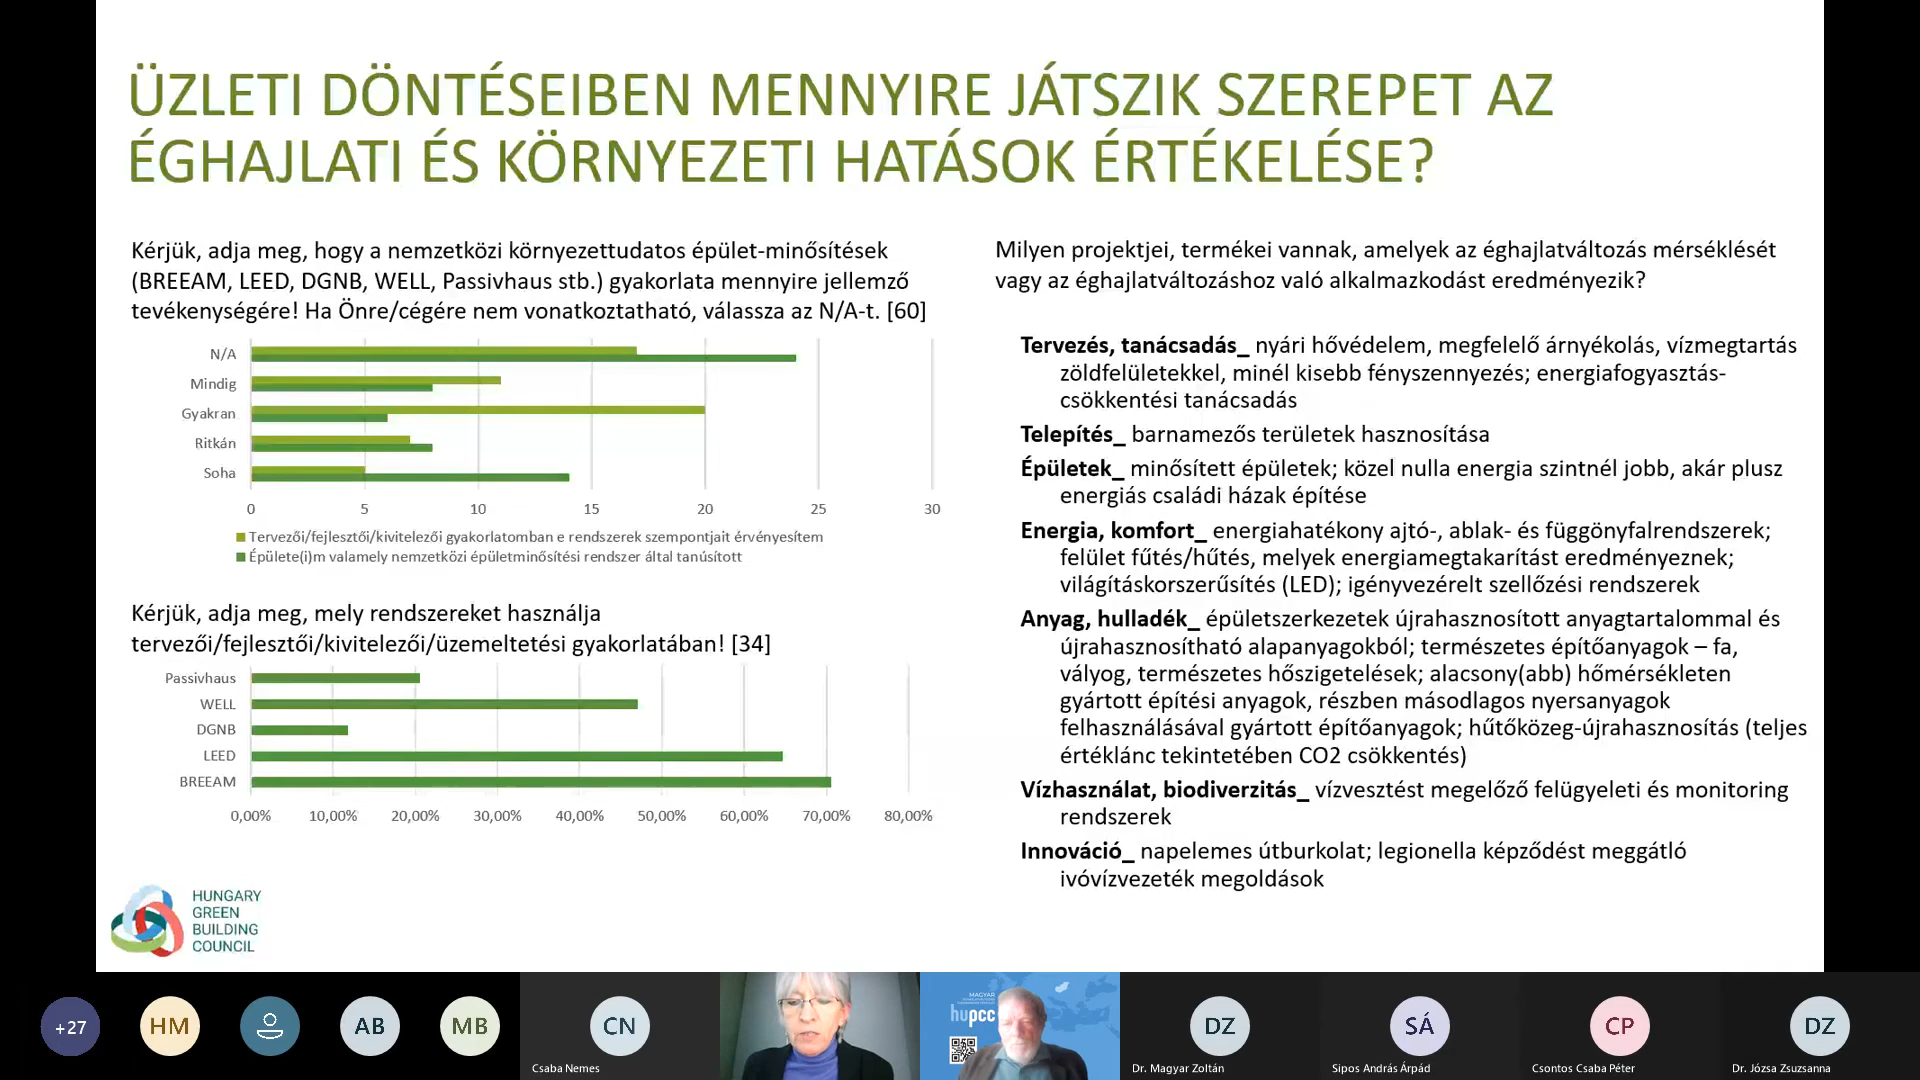 ÜZLETI DÖNTÉSEIBEN MENNYIRE JÁTSZIK SZEREPET AZ
ÉGHAJLATI ÉS KÖRNYEZETI HATÁSOK ÉRTÉKELÉSE?
Kérjük, adja meg, hogy a nemzetközi környezettudatos épület-minősítések
(BREEAM, LEED, DGNB, WELL, Passivhaus stb.) gyakorlata mennyire jellemző
tevékenységére! Ha Önre/cégére nem vonatkoztatható, válassza az N/A-t. [60]
N/A
Mindig
Gyakran
Ritkán
Soha
0 5 10 15 20 25 30
Tervezői/fejlesztői/kivitelezői gyakorlatomban e rendszerek szempontjait érvényesítem
Épülete(i)m valamely nemzetközi épületminősítési rendszer által tanúsított
Kérjük, adja meg, mely rendszereket használja
tervezői/fejlesztői/kivitelezői/üzemeltetési gyakorlatában! [34]
Passivhaus
WELL
DGNB
LEED
BREEAM
0,00% 10,00% 20,00% 30,00% 40,00% 50,00% 60,00% 70,00% 80,00%
Milyen projektjei, termékei vannak, amelyek az éghajlatváltozás mérséklését
vagy az éghajlatváltozáshoz való alkalmazkodást eredményezik?
Tervezés, tanácsadás_ nyári hővédelem, megfelelő árnyékolás, vízmegtartás
zöldfelületekkel, minél kisebb fényszennyezés; energiafogyasztás-
csökkentési tanácsadás
Telepítés_ barnamezős területek hasznosítása
Épületek_ minősített épületek; közel nulla energia szintnél jobb, akár plusz
energiás családi házak építése
Energia, komfort_ energiahatékony ajtó-, ablak- és függönyfalrendszerek;
felület fűtés/hűtés, melyek energiamegtakarítást eredményeznek;
világításkorszerűsítés (LED); igényvezérelt szellőzési rendszerek
Anyag, hulladék_ épületszerkezetek újrahasznosított anyagtartalommal és
újrahasznosítható alapanyagokból; természetes építőanyagok – fa,
vályog, természetes hőszigetelések; alacsony(abb) hőmérsékleten
gyártott építési anyagok, részben másodlagos nyersanyagok
felhasználásával gyártott építőanyagok; hűtőközeg-újrahasznosítás (teljes
értéklánc tekintetében CO2 csökkentés)
Vízhasználat, biodiverzitás_ vízvesztést megelőző felügyeleti és monitoring
rendszerek
Innováció_ napelemes útburkolat; legionella képződést meggátló
ivóvízvezeték megoldások
HUNGARY
GREEN
BUILDING
COUNCIL
+27
HM
AB
MB
CN
Csaba Nemes
MAGYAR
hupcc
DZ
Dr. Magyar Zoltán
SÁ
Sipos András Árpád
CP
Csontos Csaba Péter
DZ
Dr. Józsa Zsuzsanna